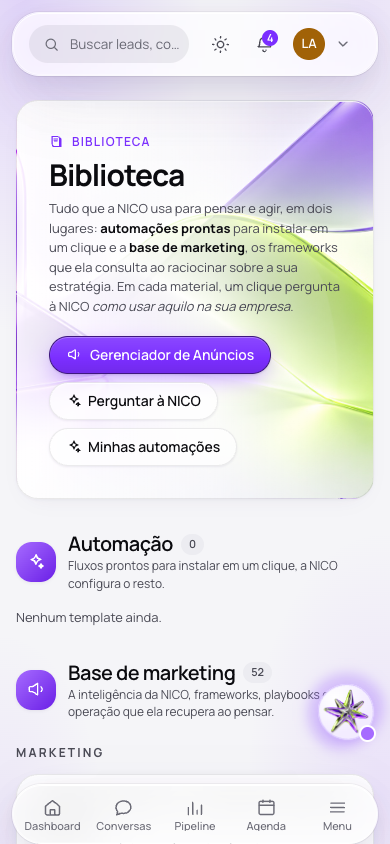 Buscar leads, co...
4
LA
BIBLIOTECA
Biblioteca
Tudo que a NICO usa para pensar e agir, em dois
lugares: automações prontas para instalar em
um clique e a base de marketing, os frameworks
que ela consulta ao raciocinar sobre a sua
estratégia. Em cada material, um clique pergunta
à NICO como usar aquilo na sua empresa.
Gerenciador de Anúncios
Perguntar à NICO
Minhas automações
Automação 0
Fluxos prontos para instalar em um clique, a NICO
configura o resto.
Nenhum template ainda.
Base de marketing 52
A inteligência da NICO, frameworks, playbooks
operação que ela recupera ao pensar.
MARKETING
Dashboard Conversas Pipeline Agenda Menu